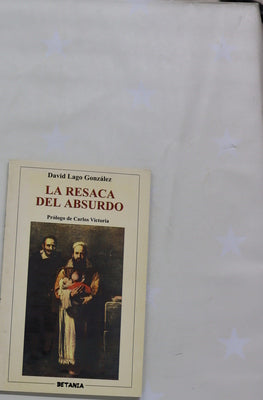 David Lago González
LA RESACA
DEL ABSURDO
Prólogo de Carlos Victoria
BETANIA